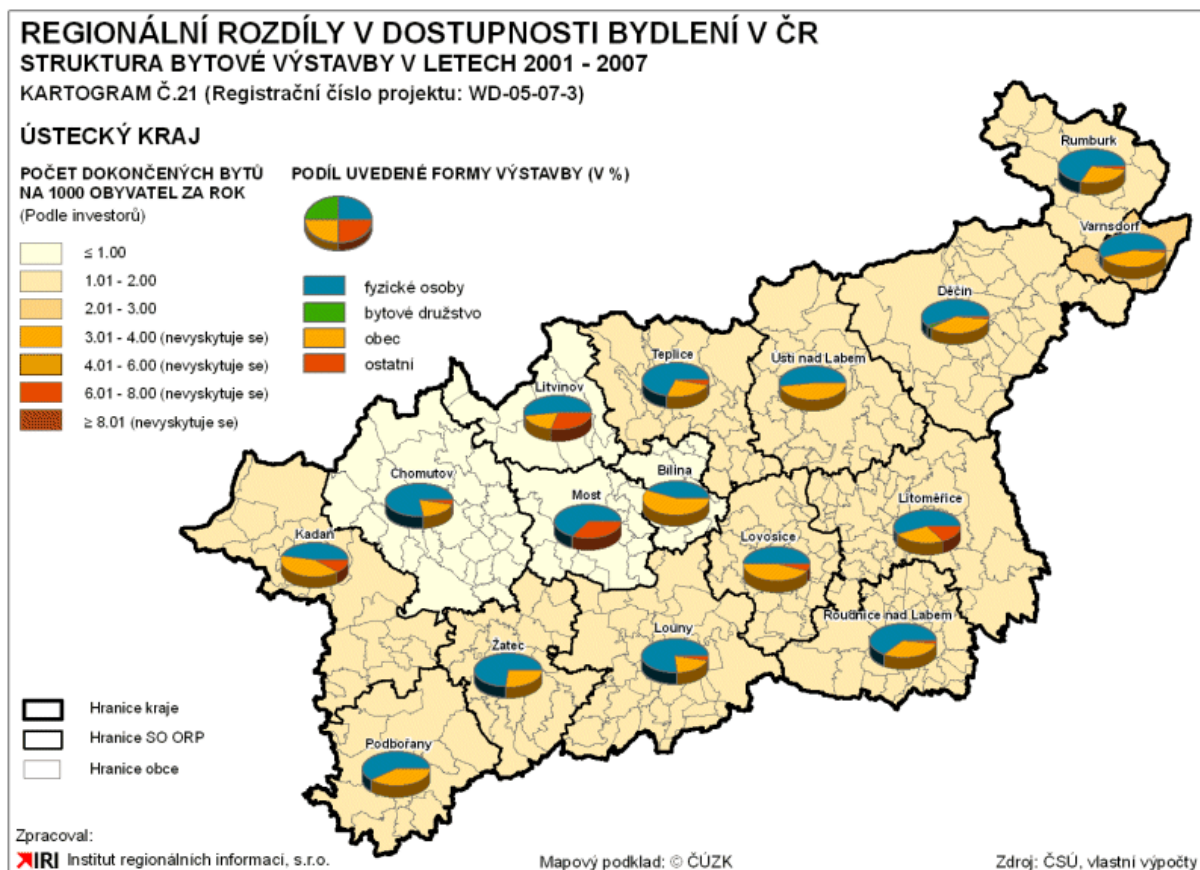 REGIONÁLNÍ ROZDÍLY V DOSTUPNOSTI BYDLENÍ V ČR
STRUKTURA BYTOVÉ VÝSTAVBY V LETECH 2001 - 2007
KARTOGRAM Č.21 (Registrační číslo projektu: WD-05-07-3)
ÚSTECKÝ KRAJ
POČET DOKONČENÝCH BYTŮ
NA 1000 OBYVATEL ZA ROK
(Podle investorů)
≤ 1.00
1.01 - 2.00
2.01 - 3.00
3.01 - 4.00 (nevyskytuje se)
4.01 - 6.00 (nevyskytuje se)
6.01 - 8.00 (nevyskytuje se)
≥ 8.01 (nevyskytuje se)
PODÍL UVEDENÉ FORMY VÝSTAVBY (V %)
fyzické osoby
bytové družstvo
obec
ostatní
Rumburk
Varnsdorf
Děčín
Teplice
Ústí nad Labem
Litvínov
Bílina
Chomutov
Most
Litoměřice
Kadaň
Lovosice
Roudnice nad Labem
Louny
Žatec
Podbořany
Hranice kraje
Hranice SO ORP
Hranice obce
Zpracoval:
IRI Institut regionálních informací, s.r.o.
Mapový podklad: © ČÚZK
Zdroj: ČSÚ, vlastní výpočty